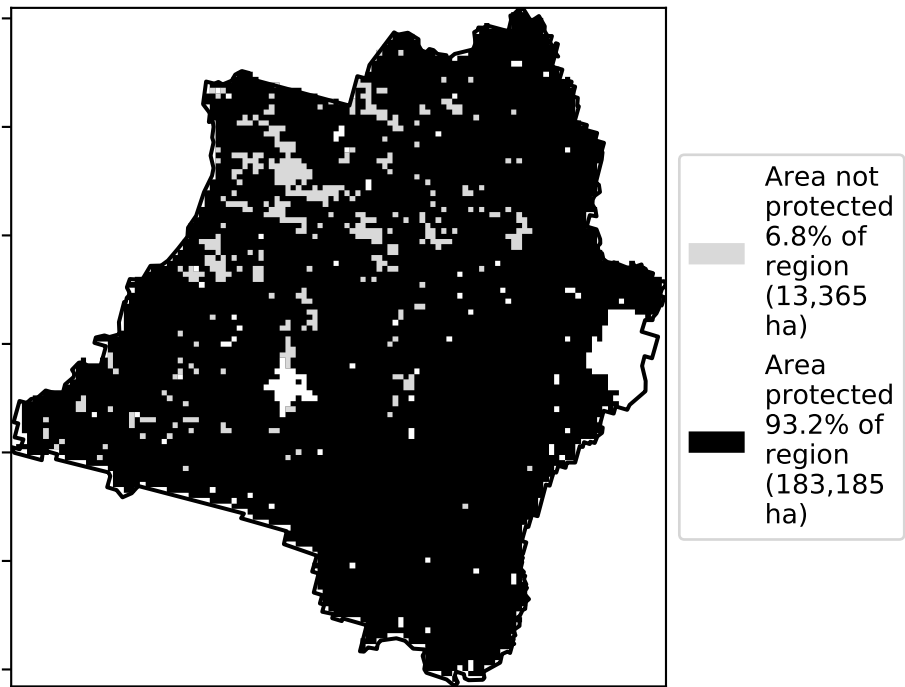 Area not
protected
6.8% of
region
(13,365
ha)
Area
protected
93.2% of
region
(183,185
ha)